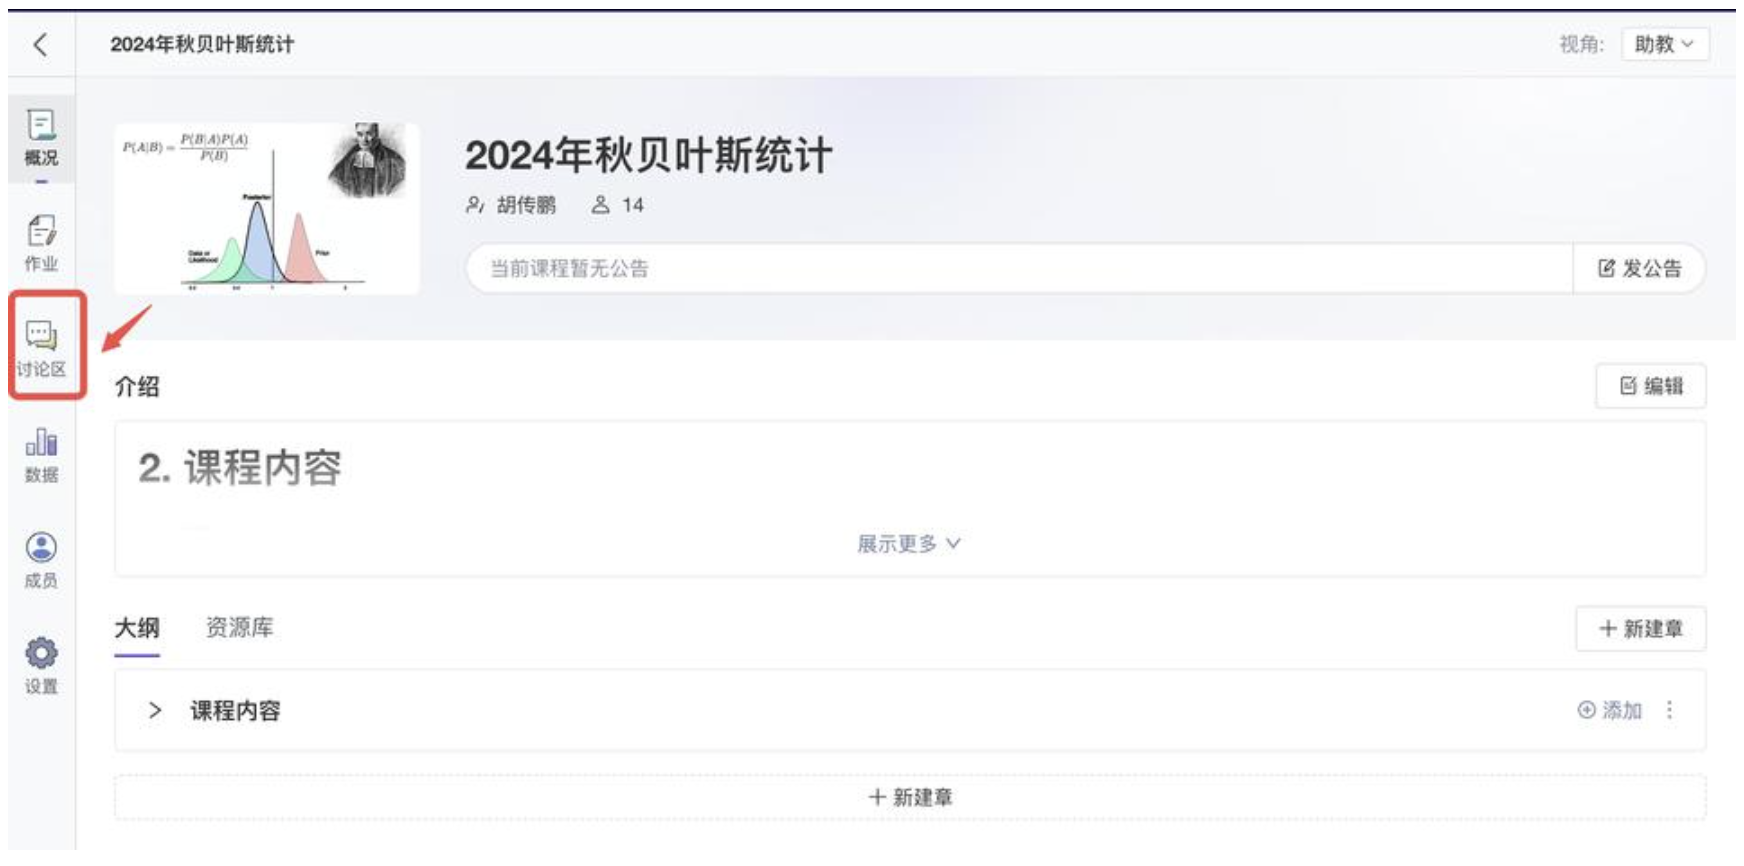 2024年秋贝叶斯统计
视角: 助教
概况
作业
讨论区
数据
成员
设置
P(A|B) = P(B|A)P(A) / P(B)
Posterior
Data or
Likelihood
Prior
2024年秋贝叶斯统计
胡传鹏 14
当前课程暂无公告
发公告
介绍
编辑
2. 课程内容
展示更多
大纲 资源库
新建章
课程内容
添加
新建章